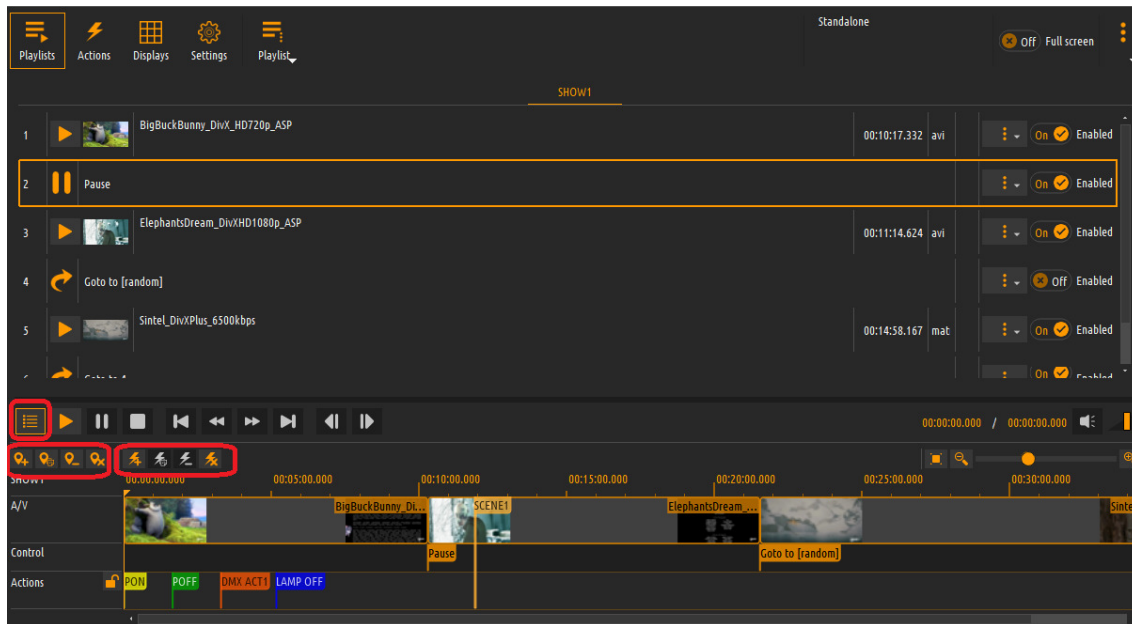 Standalone
Playlists Actions Displays Settings Playlist
Off Full screen
SHOW1
1 BigBuckBunny_DivX_HD720p_ASP 00:10:17.332 avi On Enabled
2 Pause On Enabled
3 ElephantsDream_DivXHD1080p_ASP 00:11:14.624 avi On Enabled
4 Goto to [random] Off Enabled
5 Sintel_DivXPlus_6500kbps 00:14:58.167 mat On Enabled
On Enabled
00:00:00.000 / 00:00:00.000
SHOW1 00:00:00.000 00:05:00.000 00:10:00.000 00:15:00.000 00:20:00.000 00:25:00.000 00:30:00.000
A/V BigBuckBunny_Di... SCENE1 ElephantsDream_... Sinte
Control Pause Goto to [random]
Actions PON POFF DMX ACT1 LAMP OFF